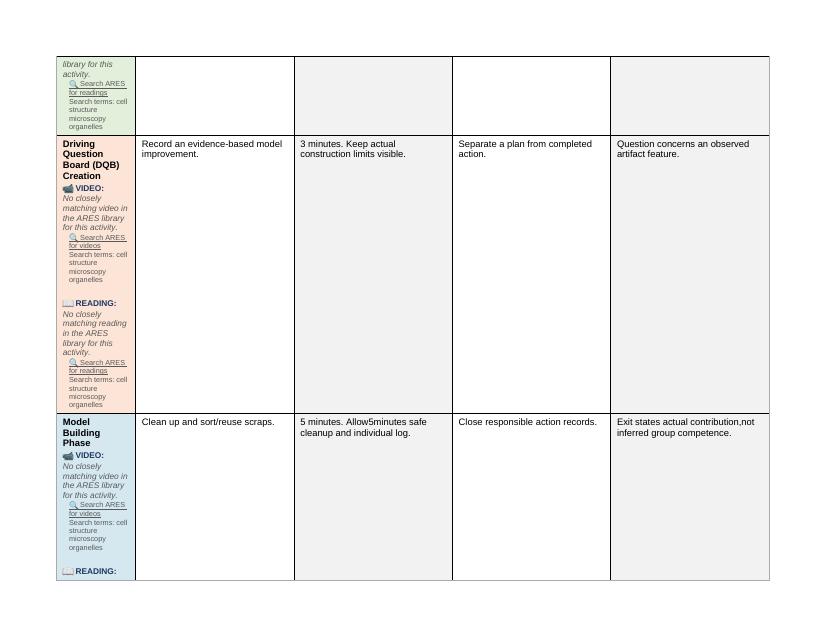 library for this
activity.
🔍 Search ARES
for readings
Search terms: cell
structure
microscopy
organelles
Driving
Question
Board (DQB)
Creation
📹 VIDEO:
No closely
matching video in
the ARES library
for this activity.
🔍 Search ARES
for videos
Search terms: cell
structure
microscopy
organelles
📖 READING:
No closely
matching reading
in the ARES
library for this
activity.
🔍 Search ARES
for readings
Search terms: cell
structure
microscopy
organelles
Record an evidence-based model
improvement.
3 minutes. Keep actual
construction limits visible.
Separate a plan from completed
action.
Question concerns an observed
artifact feature.
Model
Building
Phase
📹 VIDEO:
No closely
matching video in
the ARES library
for this activity.
🔍 Search ARES
for videos
Search terms: cell
structure
microscopy
organelles
📖 READING:
Clean up and sort/reuse scraps.
5 minutes. Allow5minutes safe
cleanup and individual log.
Close responsible action records.
Exit states actual contribution,not
inferred group competence.